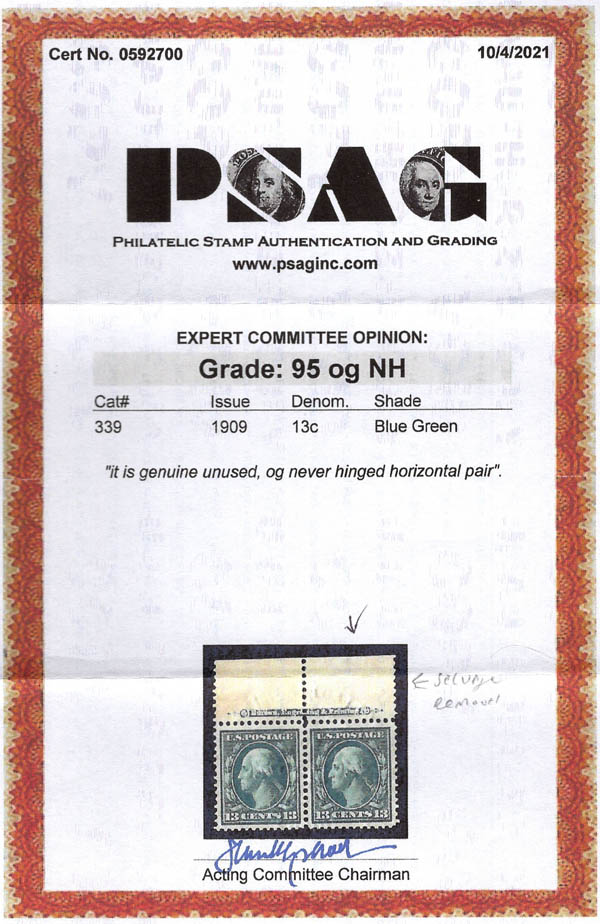 Cert No. 0592700 10/4/2021
PSAG
PHILATELIC STAMP AUTHENTICATION AND GRADING
www.psaginc.com
EXPERT COMMITTEE OPINION:
Grade: 95 og NH
Cat# Issue Denom. Shade
339 1909 13c Blue Green
"it is genuine unused, og never hinged horizontal pair".
← Selvage
removed
U.S. POSTAGE U.S. POSTAGE
13 CENTS 13 13 CENTS 13
Acting Committee Chairman